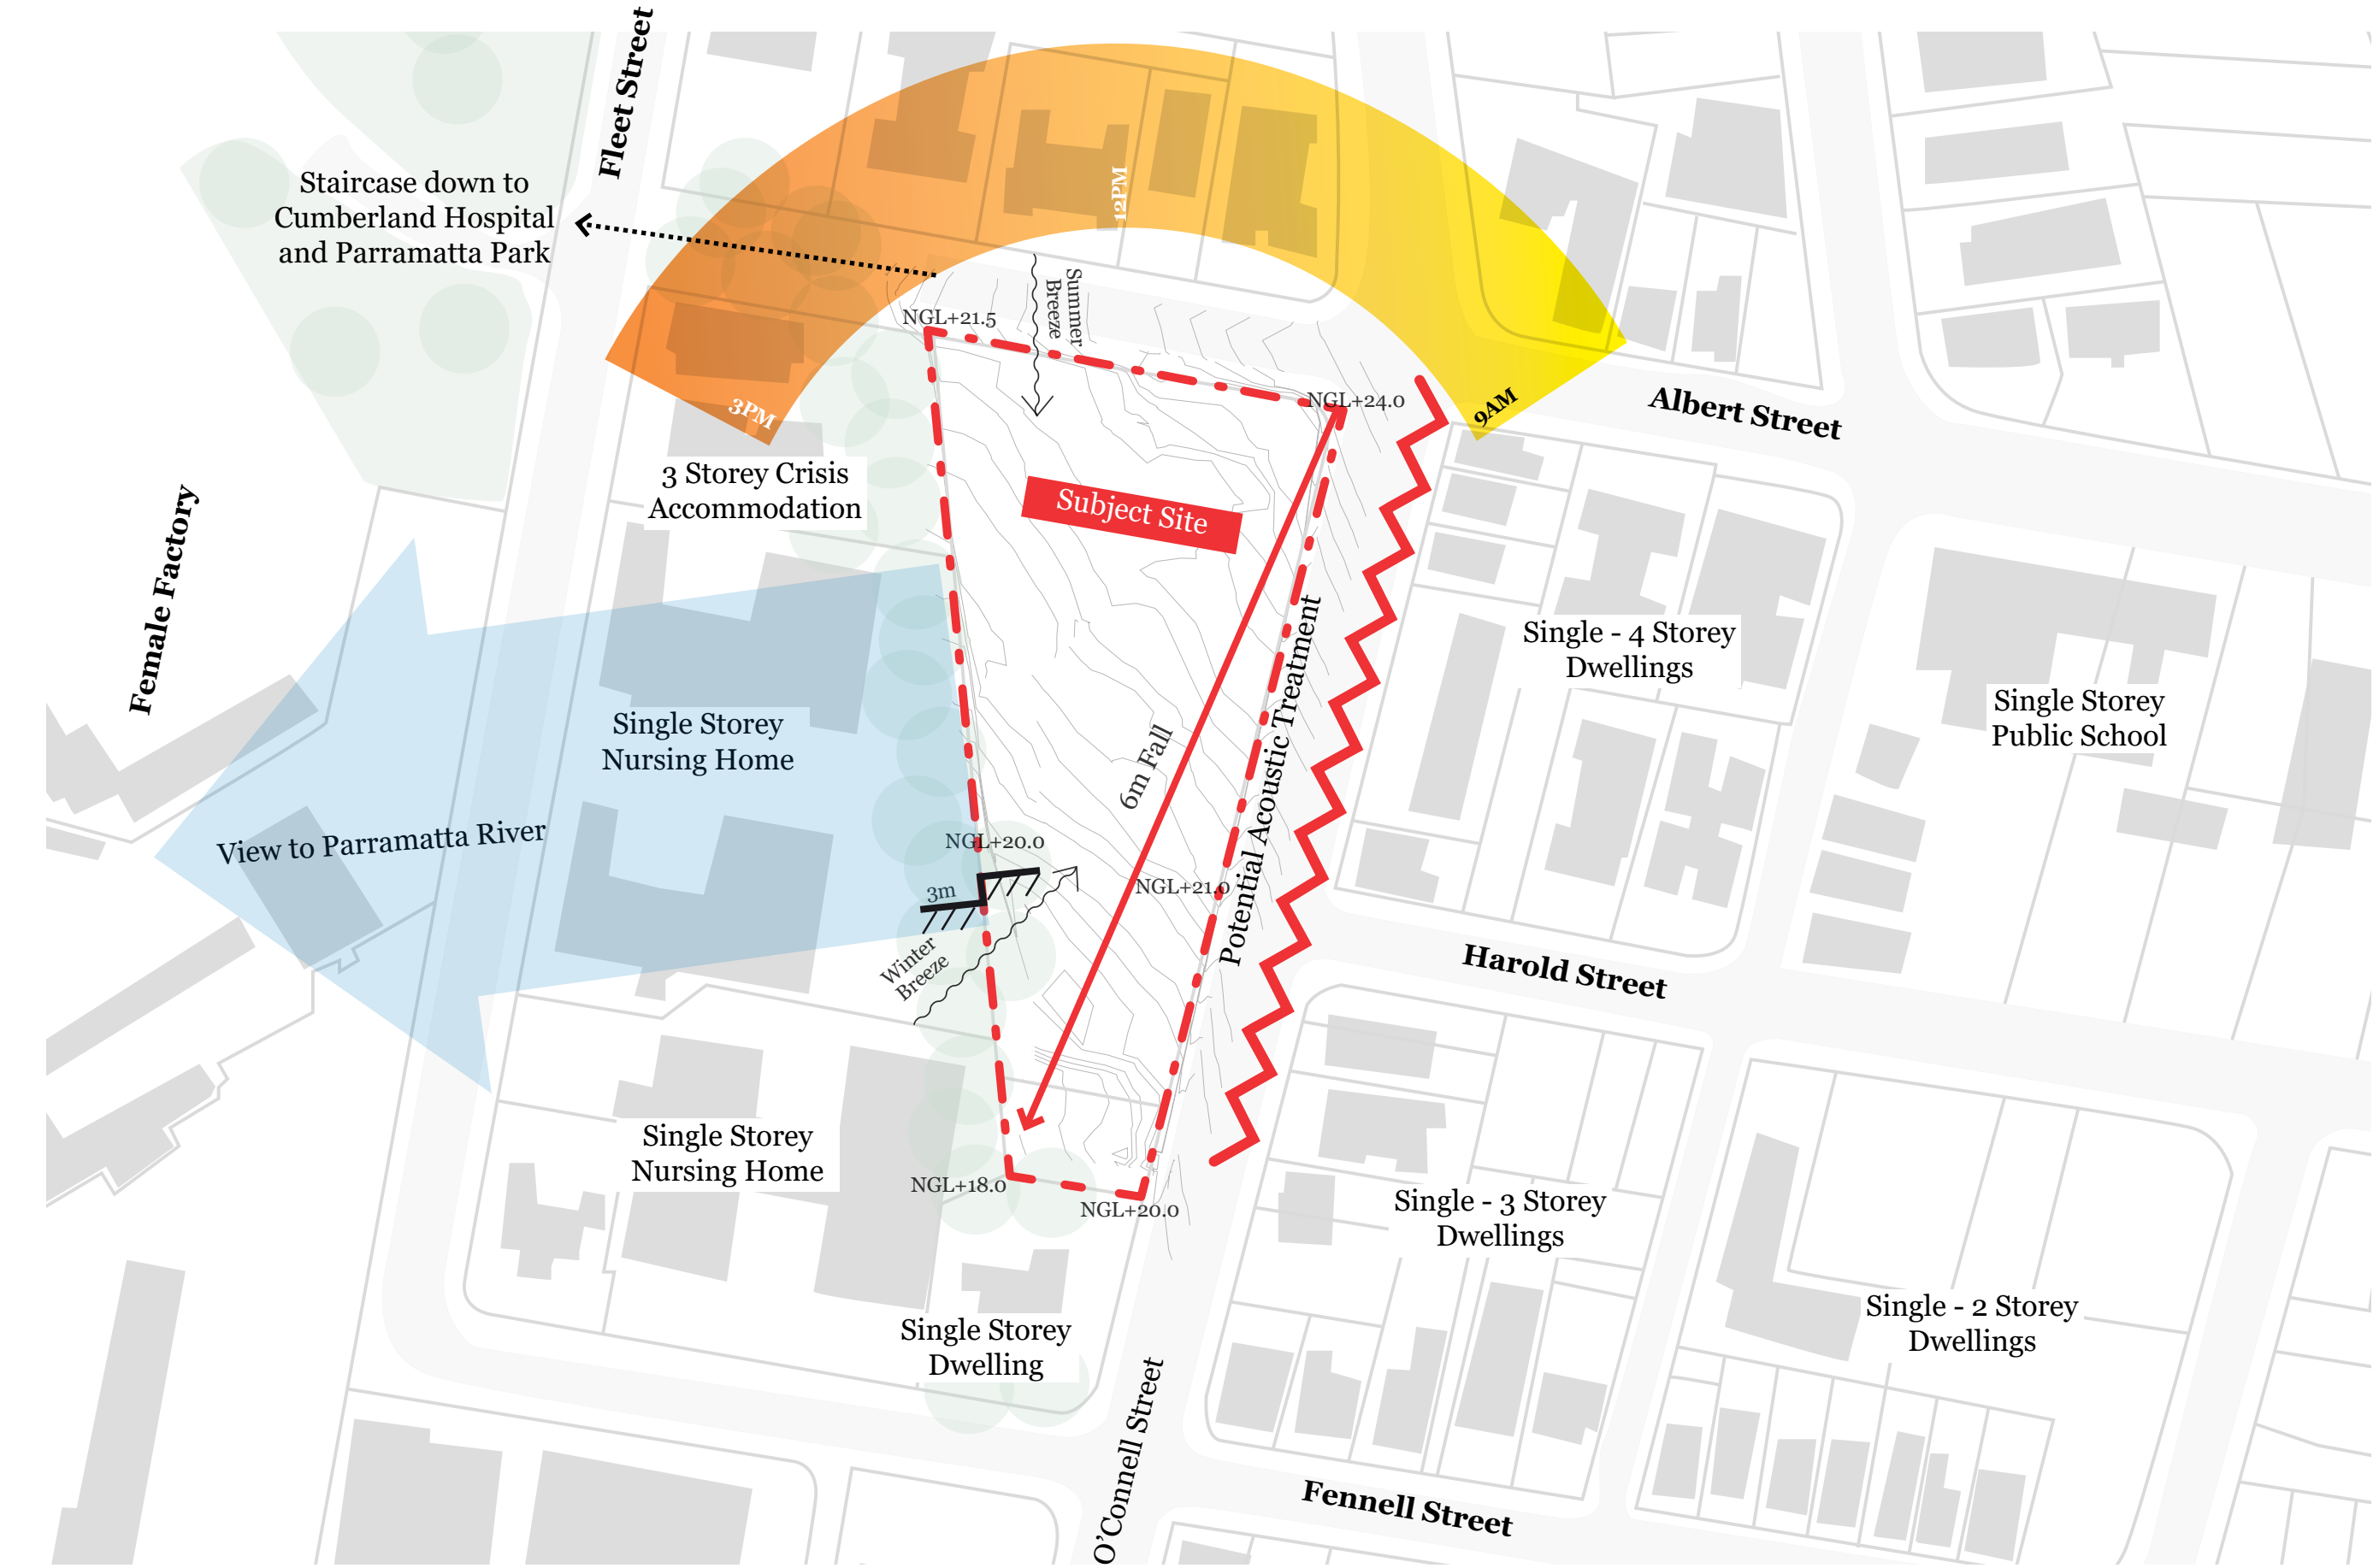 Fleet Street
Staircase down to
Cumberland Hospital
and Parramatta Park
12PM
Summer
Breeze
NGL+21.5
NGL+24.0
3PM
9AM
Albert Street
3 Storey Crisis
Accommodation
Subject Site
Female Factory
Single - 4 Storey
Dwellings
Single Storey
Public School
Single Storey
Nursing Home
6m Fall
Potential Acoustic Treatment
View to Parramatta River
NGL+20.0
3m
NGL+21.0
Winter
Breeze
Harold Street
Single Storey
Nursing Home
NGL+18.0
NGL+20.0
Single - 3 Storey
Dwellings
Single - 2 Storey
Dwellings
Single Storey
Dwelling
O'Connell Street
Fennell Street